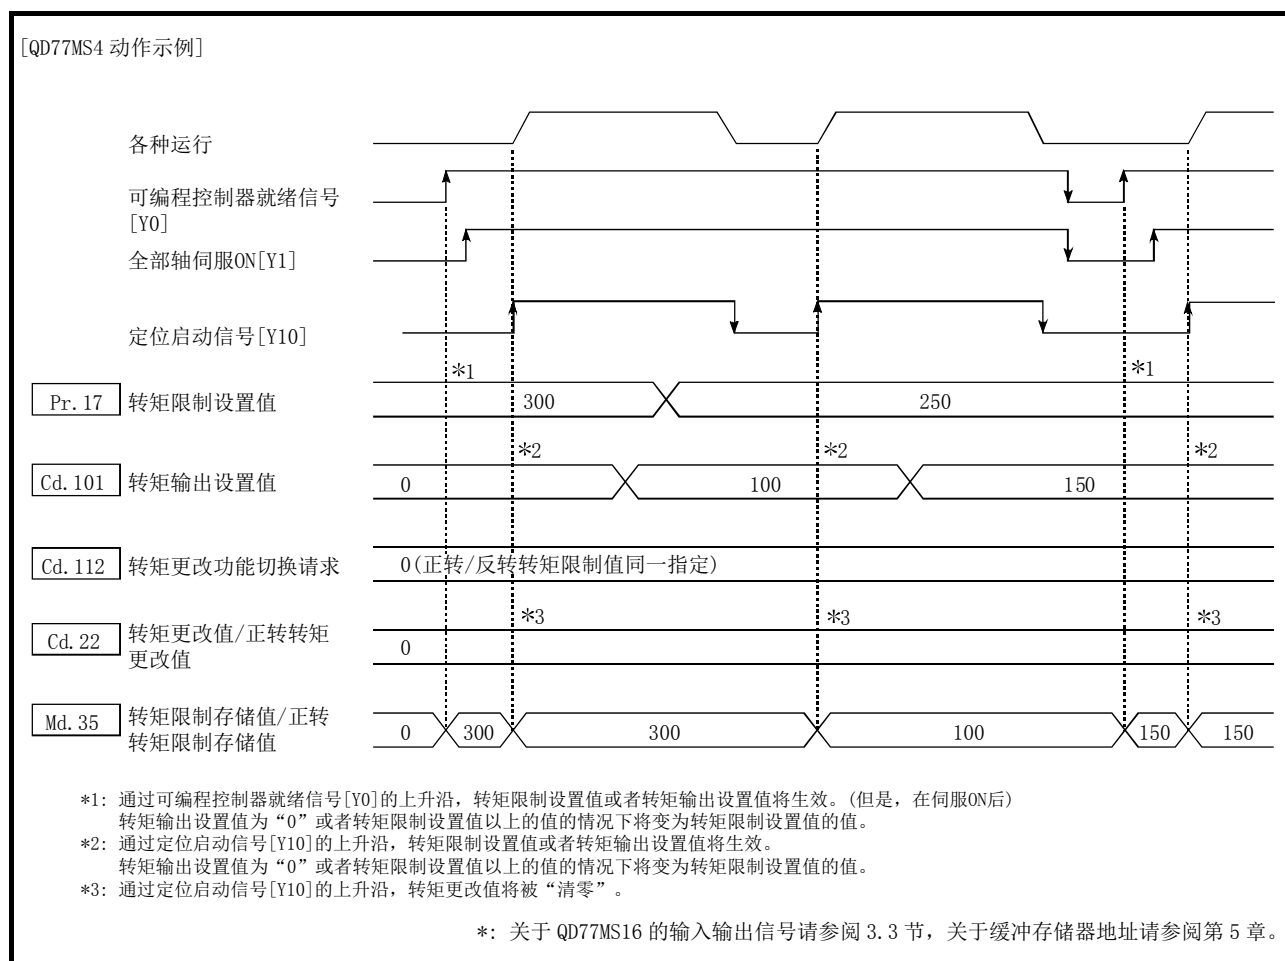 [QD77MS4 动作示例]
各种运行
可编程控制器就绪信号
[Y0]
全部轴伺服ON[Y1]
定位启动信号[Y10]
*1
*1
Pr.17 转矩限制设置值
300
250
*2
*2
*2
Cd.101 转矩输出设置值
0
100
150
Cd.112 转矩更改功能切换请求
0(正转/反转转矩限制值同一指定)
*3
*3
*3
Cd.22 转矩更改值/正转转矩
更改值
0
Md.35 转矩限制存储值/正转
转矩限制存储值
0
300
300
100
150
150
*1: 通过可编程控制器就绪信号[Y0]的上升沿，转矩限制设置值或者转矩输出设置值将生效。(但是，在伺服ON后)
转矩输出设置值为“0”或者转矩限制设置值以上的值的情况下将变为转矩限制设置值的值。
*2: 通过定位启动信号[Y10]的上升沿，转矩限制设置值或者转矩输出设置值将生效。
转矩输出设置值为“0”或者转矩限制设置值以上的值的情况下将变为转矩限制设置值的值。
*3: 通过定位启动信号[Y10]的上升沿，转矩更改值将被“清零”。
*: 关于 QD77MS16 的输入输出信号请参阅 3.3 节，关于缓冲存储器地址请参阅第 5 章。